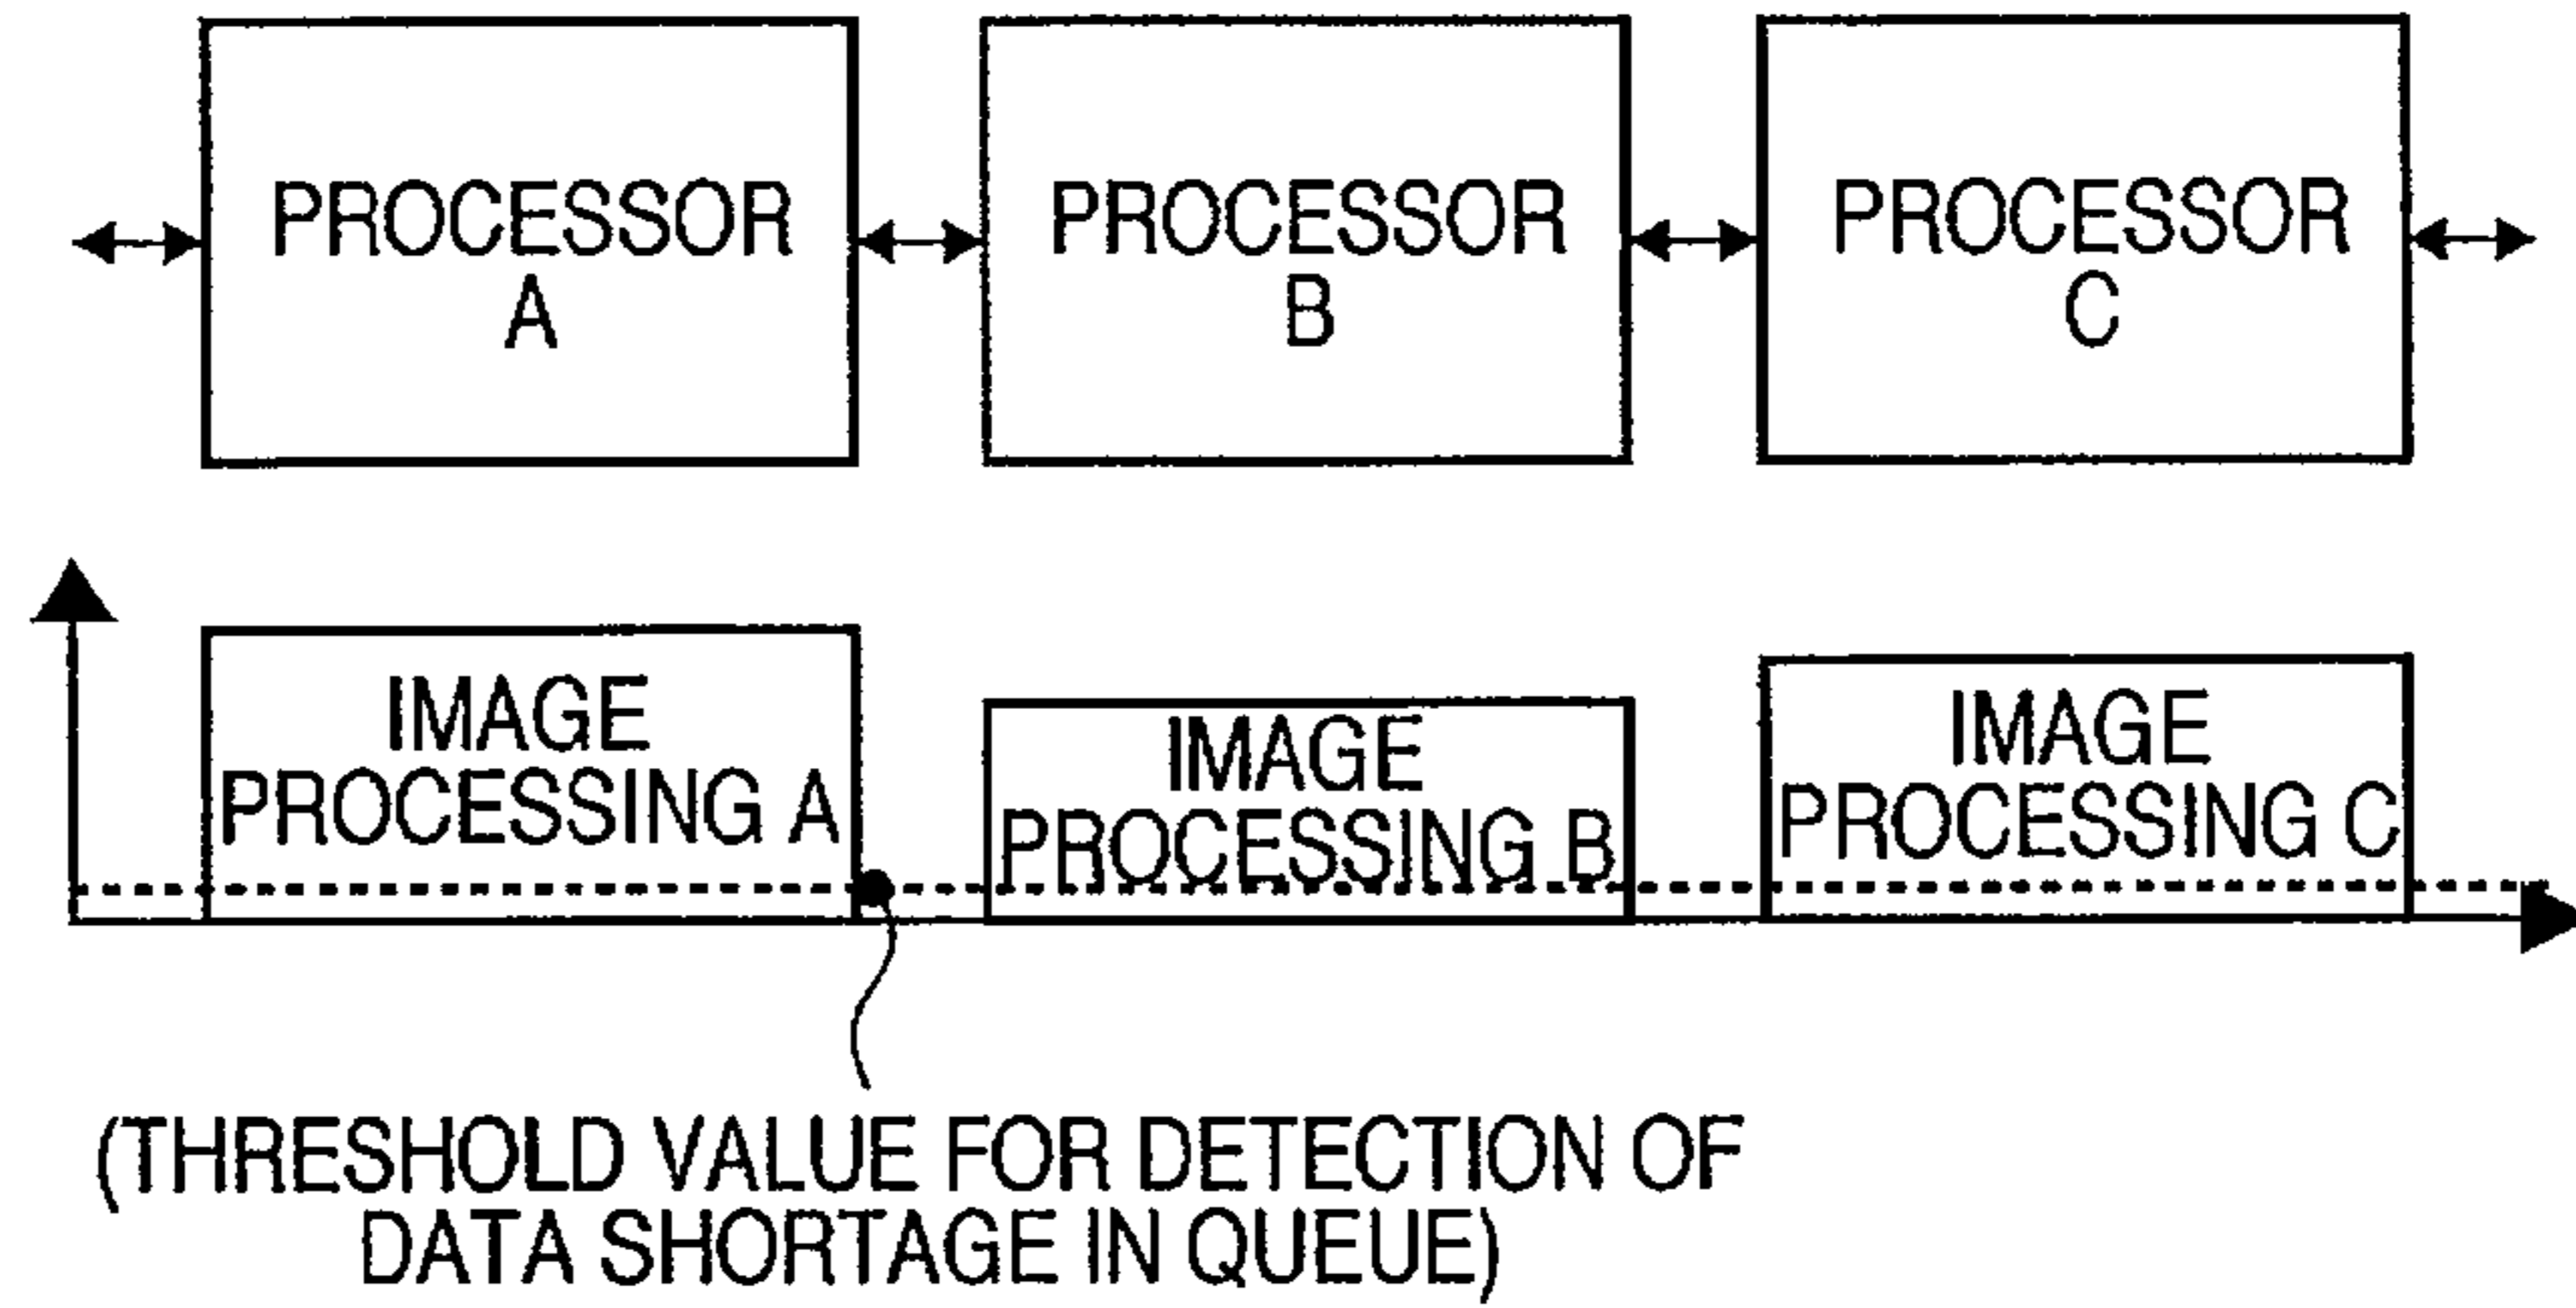 PROCESSOR
A
PROCESSOR
B
PROCESSOR
C
IMAGE
PROCESSING A
IMAGE
PROCESSING B
IMAGE
PROCESSING C
(THRESHOLD VALUE FOR DETECTION OF
DATA SHORTAGE IN QUEUE)